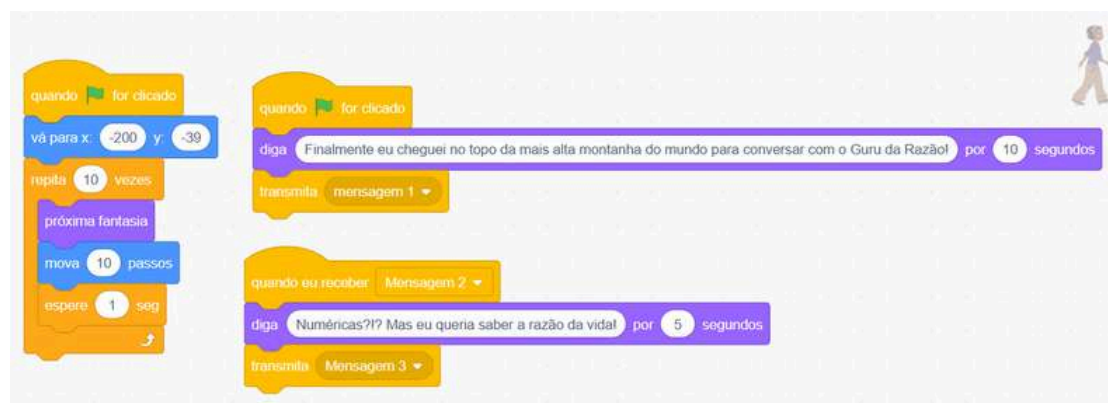 quando for clicado
vá para x: -200 y: -39
repita 10 vezes
próxima fantasia
mova 10 passos
espere 1 seg
quando for clicado
diga Finalmente eu cheguei no topo da mais alta montanha do mundo para conversar com o Guru da Razão! por 10 segundos
transmita mensagem 1
quando eu receber Mensagem 2
diga Numéricas?!? Mas eu queria saber a razão da vida! por 5 segundos
transmita Mensagem 3